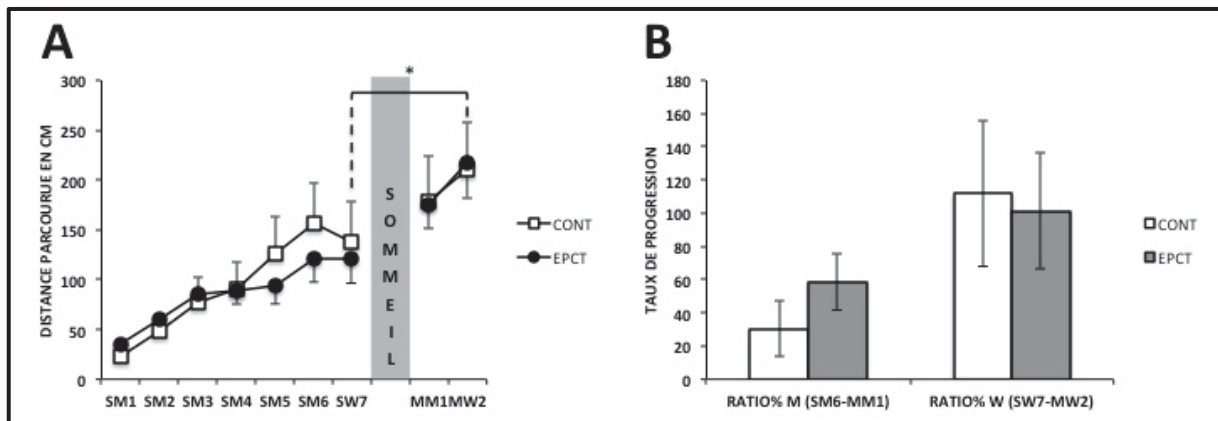 A
DISTANCE PARCOURUE EN CM
300
250
200
150
100
50
0
*
SOMMEIL
SM1 SM2 SM3 SM4 SM5 SM6 SW7 MM1 MW2
CONT
EPCT
B
TAUX DE PROGRESSION
180
160
140
120
100
80
60
40
20
0
RATIO% M (SM6-MM1) RATIO% W (SW7-MW2)
CONT
EPCT